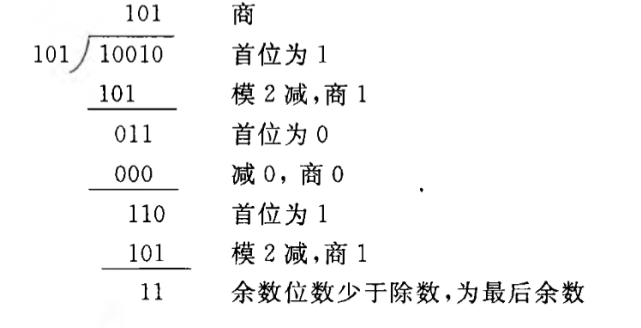 101 商
101 10010 首位为1
101 模2减,商1
011 首位为0
000 减0,商0
110 首位为1
101 模2减,商1
11 余数位数少于除数,为最后余数